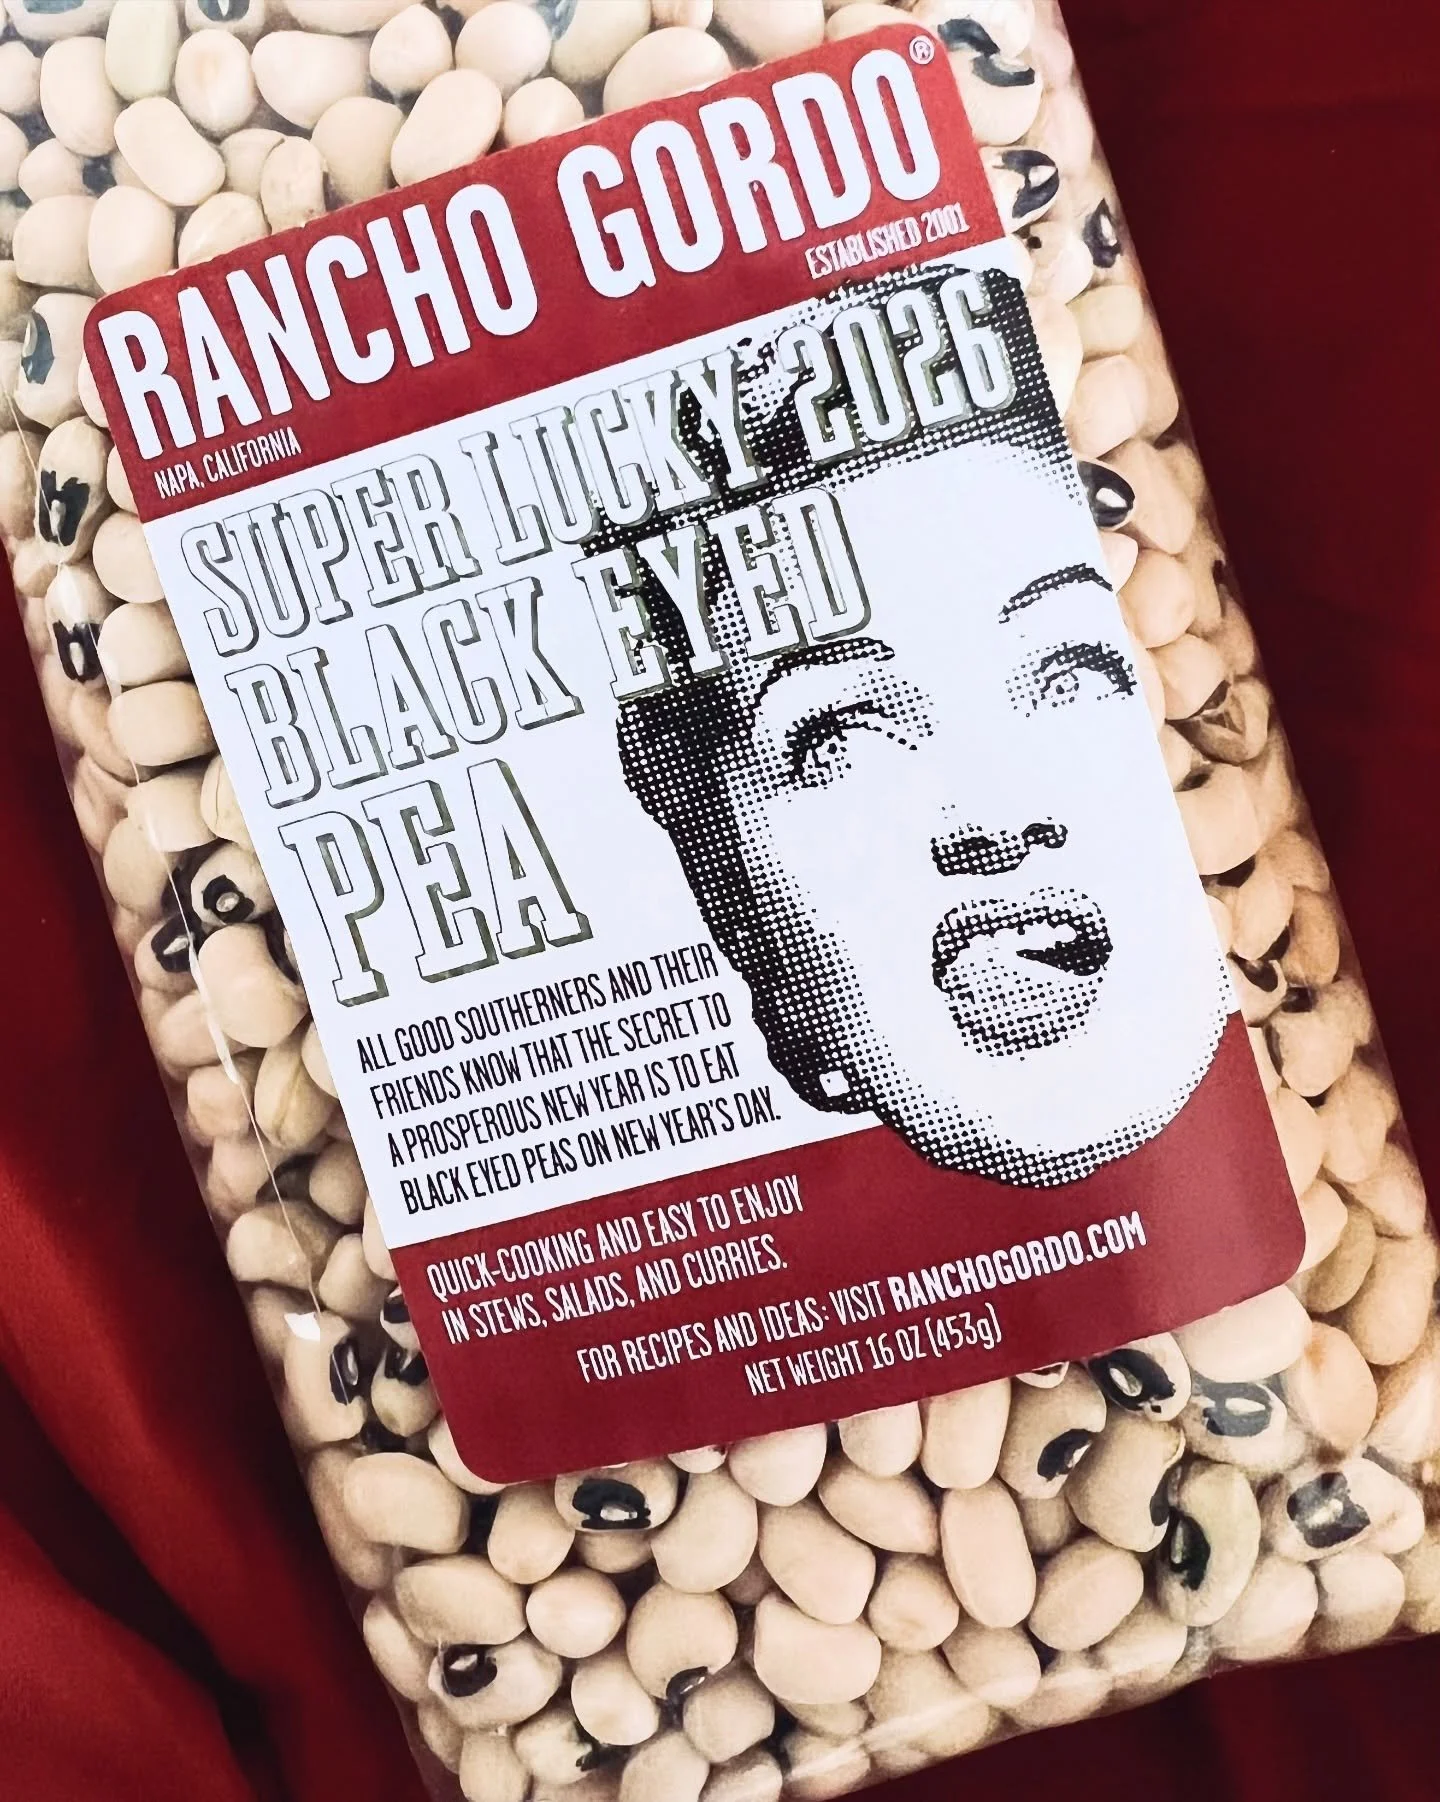 RANCHO GORDO®
ESTABLISHED 2001
NAPA, CALIFORNIA
SUPER LUCKY 2026
BLACK EYED
PEA
ALL GOOD SOUTHERNERS AND THEIR
FRIENDS KNOW THAT THE SECRET TO
A PROSPEROUS NEW YEAR IS TO EAT
BLACK EYED PEAS ON NEW YEAR'S DAY.
QUICK-COOKING AND EASY TO ENJOY
IN STEWS, SALADS, AND CURRIES.
FOR RECIPES AND IDEAS: VISIT RANCHOGORDO.COM
NET WEIGHT 16 OZ (453g)